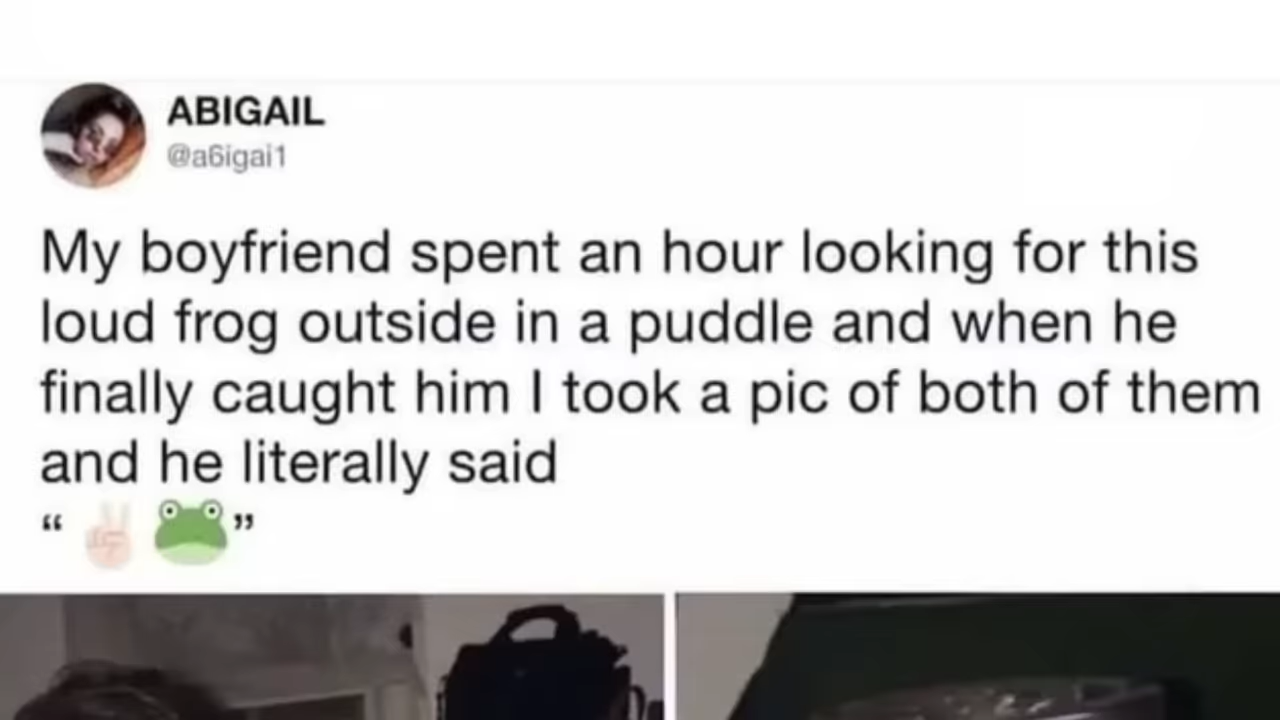 ABIGAIL
@a6igai1
My boyfriend spent an hour looking for this
loud frog outside in a puddle and when he
finally caught him I took a pic of both of them
and he literally said
“✌🏻🐸”